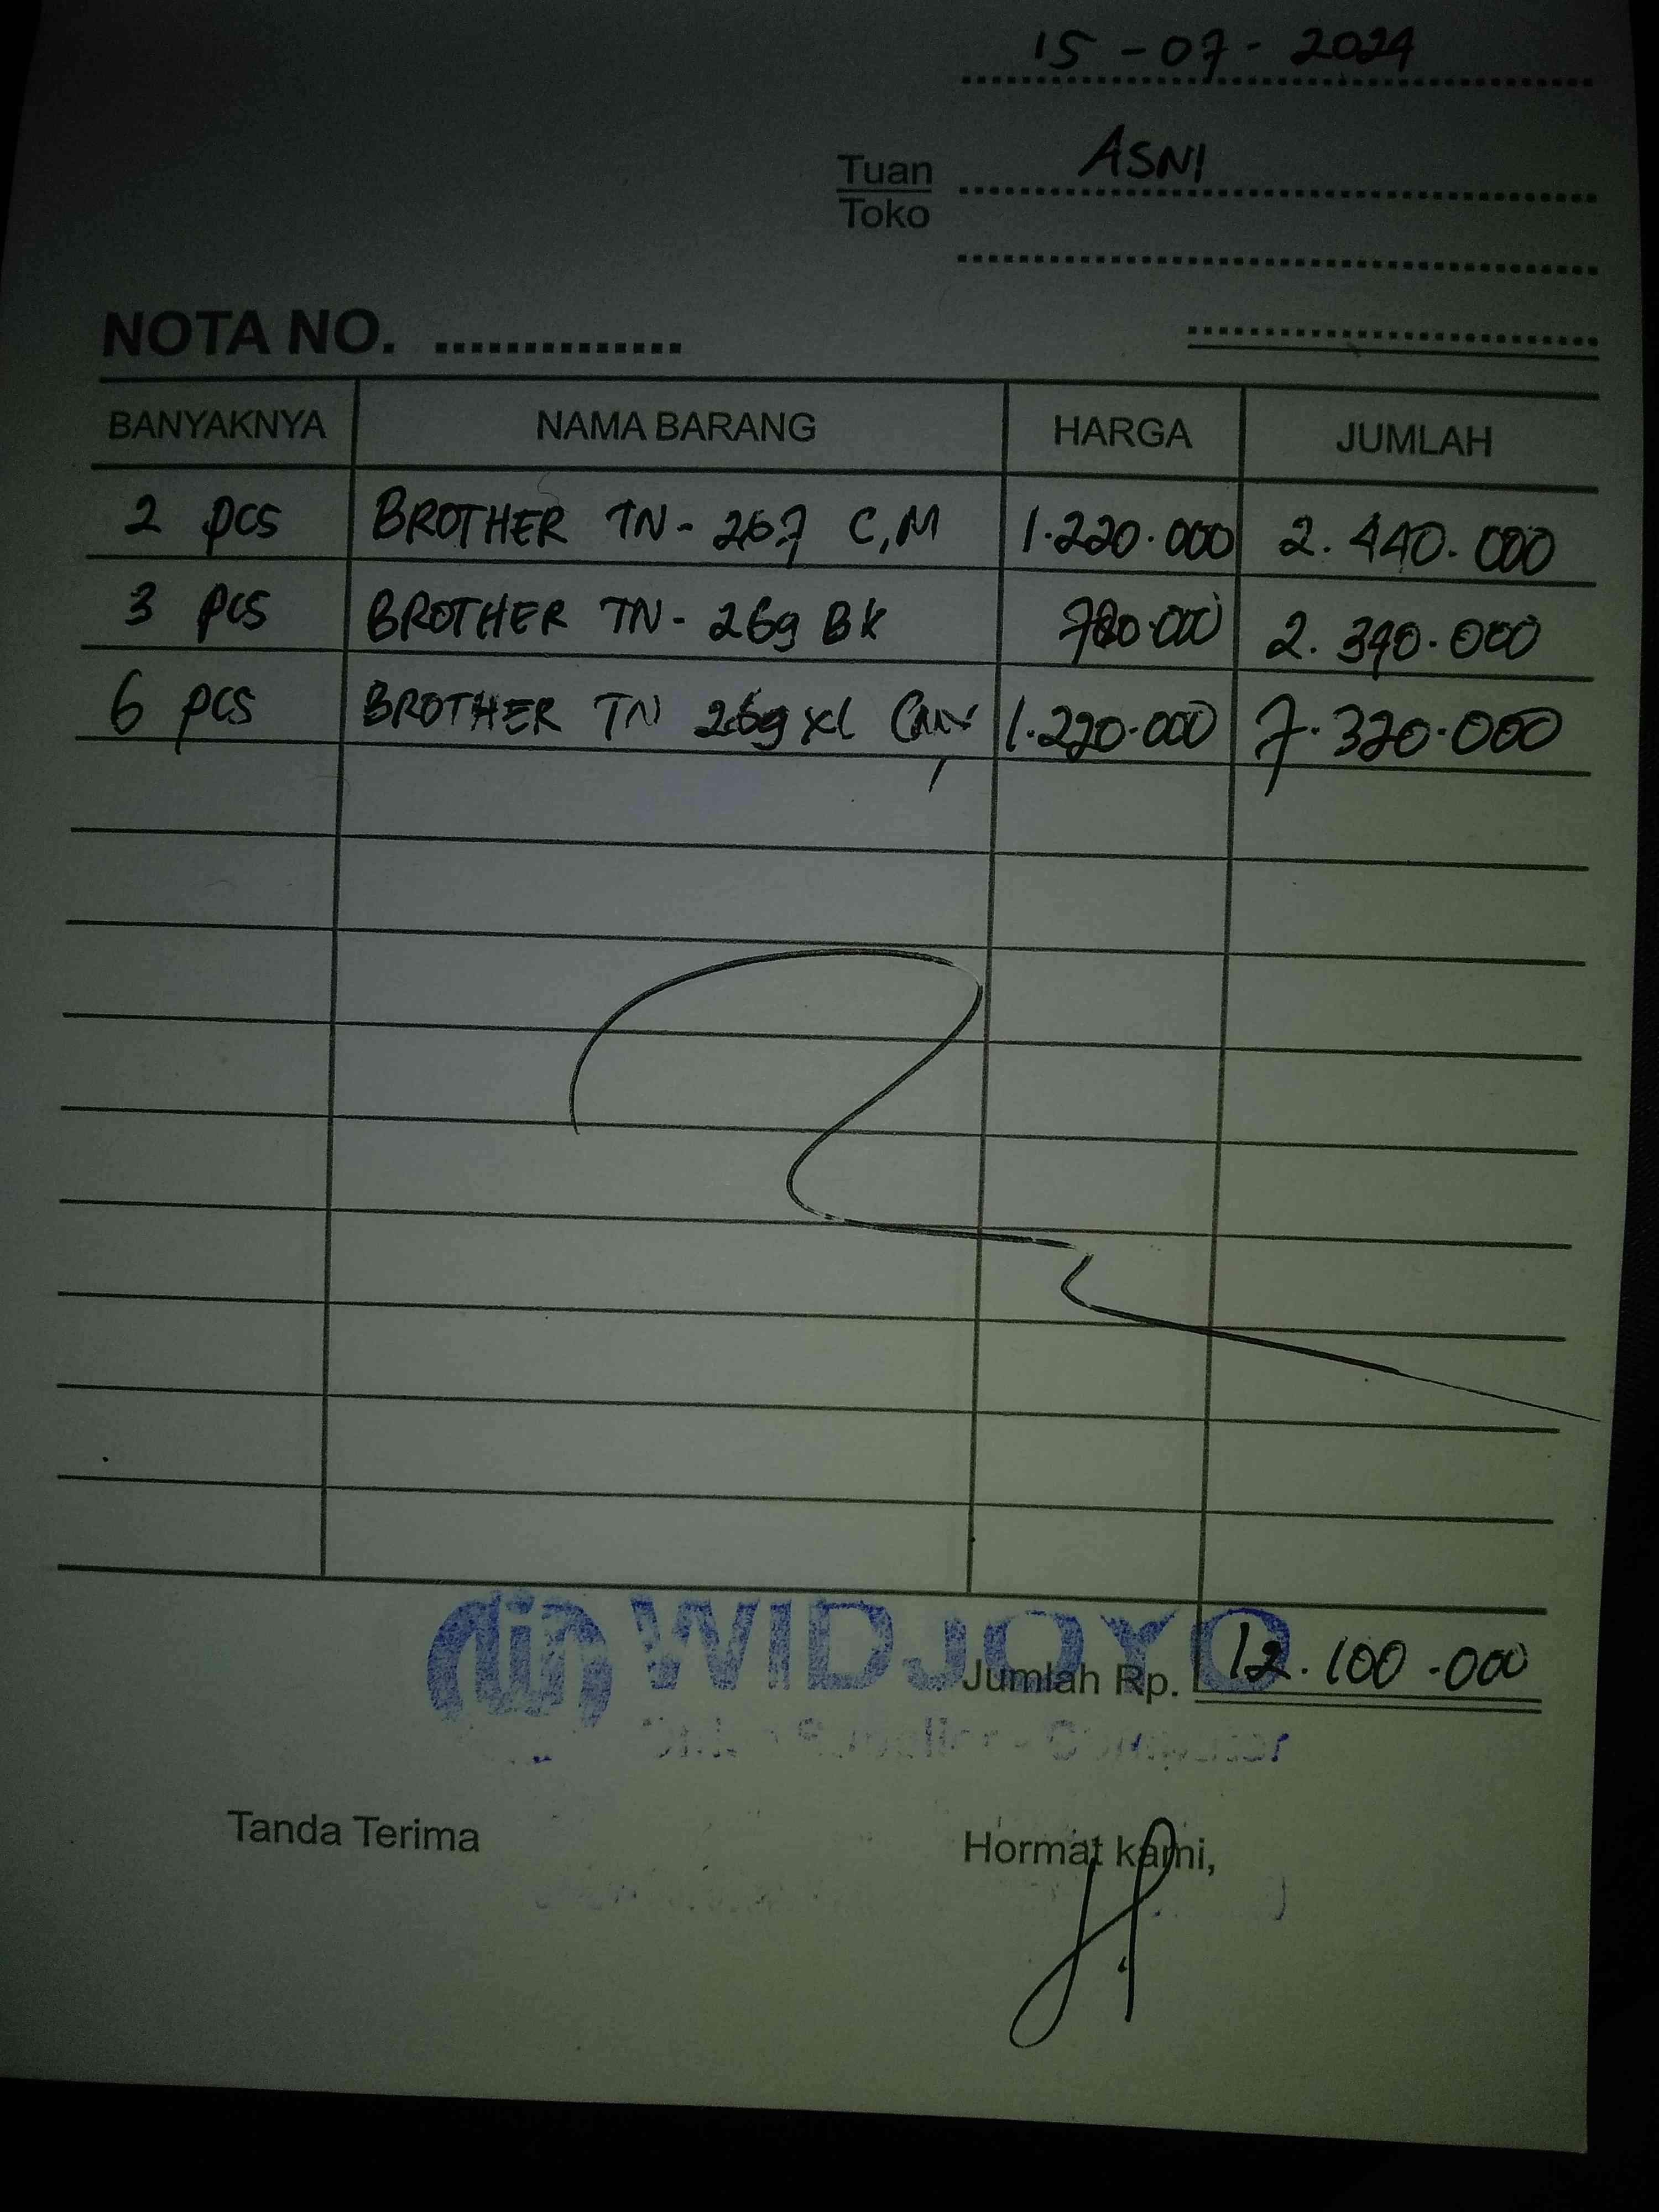 15-07-2024
Tuan ASNI
Toko
NOTA NO. ..............
BANYAKNYA NAMA BARANG HARGA JUMLAH
2 pcs BROTHER TN-267 C,M 1.220.000 2.440.000
3 pcs BROTHER TN-269 BK 780.000 2.340.000
6 pcs BROTHER TN 269 XL CMY 1.220.000 7.320.000
WIDJOYO
Jumlah Rp. 12.100.000
Tanda Terima Hormat kami,